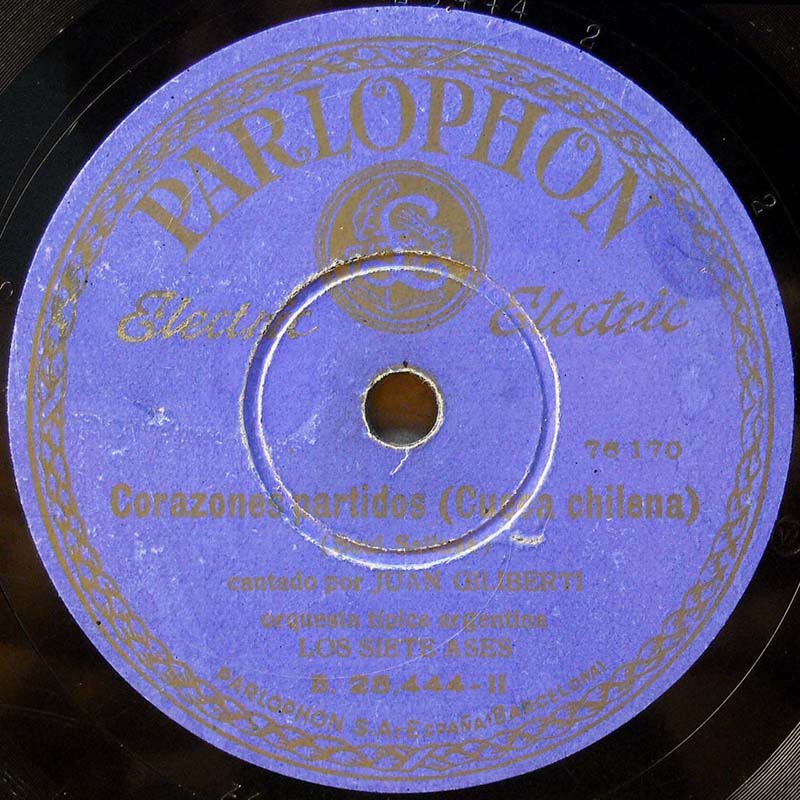 PARLOPHON
Electric Electric
76170
Corazones partidos (Cueca chilena)
cantado por JUAN GILIBERTI
orquesta típica argentina
LOS SIETE ASES
B. 25,444-II
PARLOPHON S.A. ESPAÑA (BARCELONA)